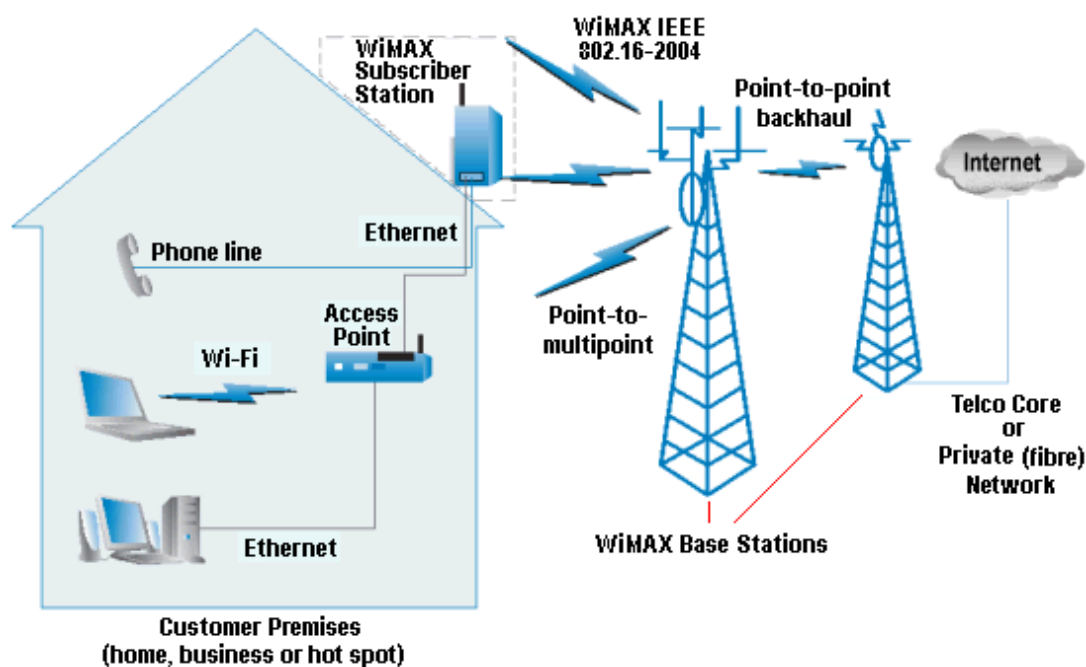 WiMAX
Subscriber
Station
WiMAX IEEE
802.16-2004
Point-to-point
backhaul
Internet
Ethernet
Phone line
Access
Point
Wi-Fi
Point-to-
multipoint
Telco Core
or
Private (fibre)
Network
Ethernet
WiMAX Base Stations
Customer Premises
(home, business or hot spot)